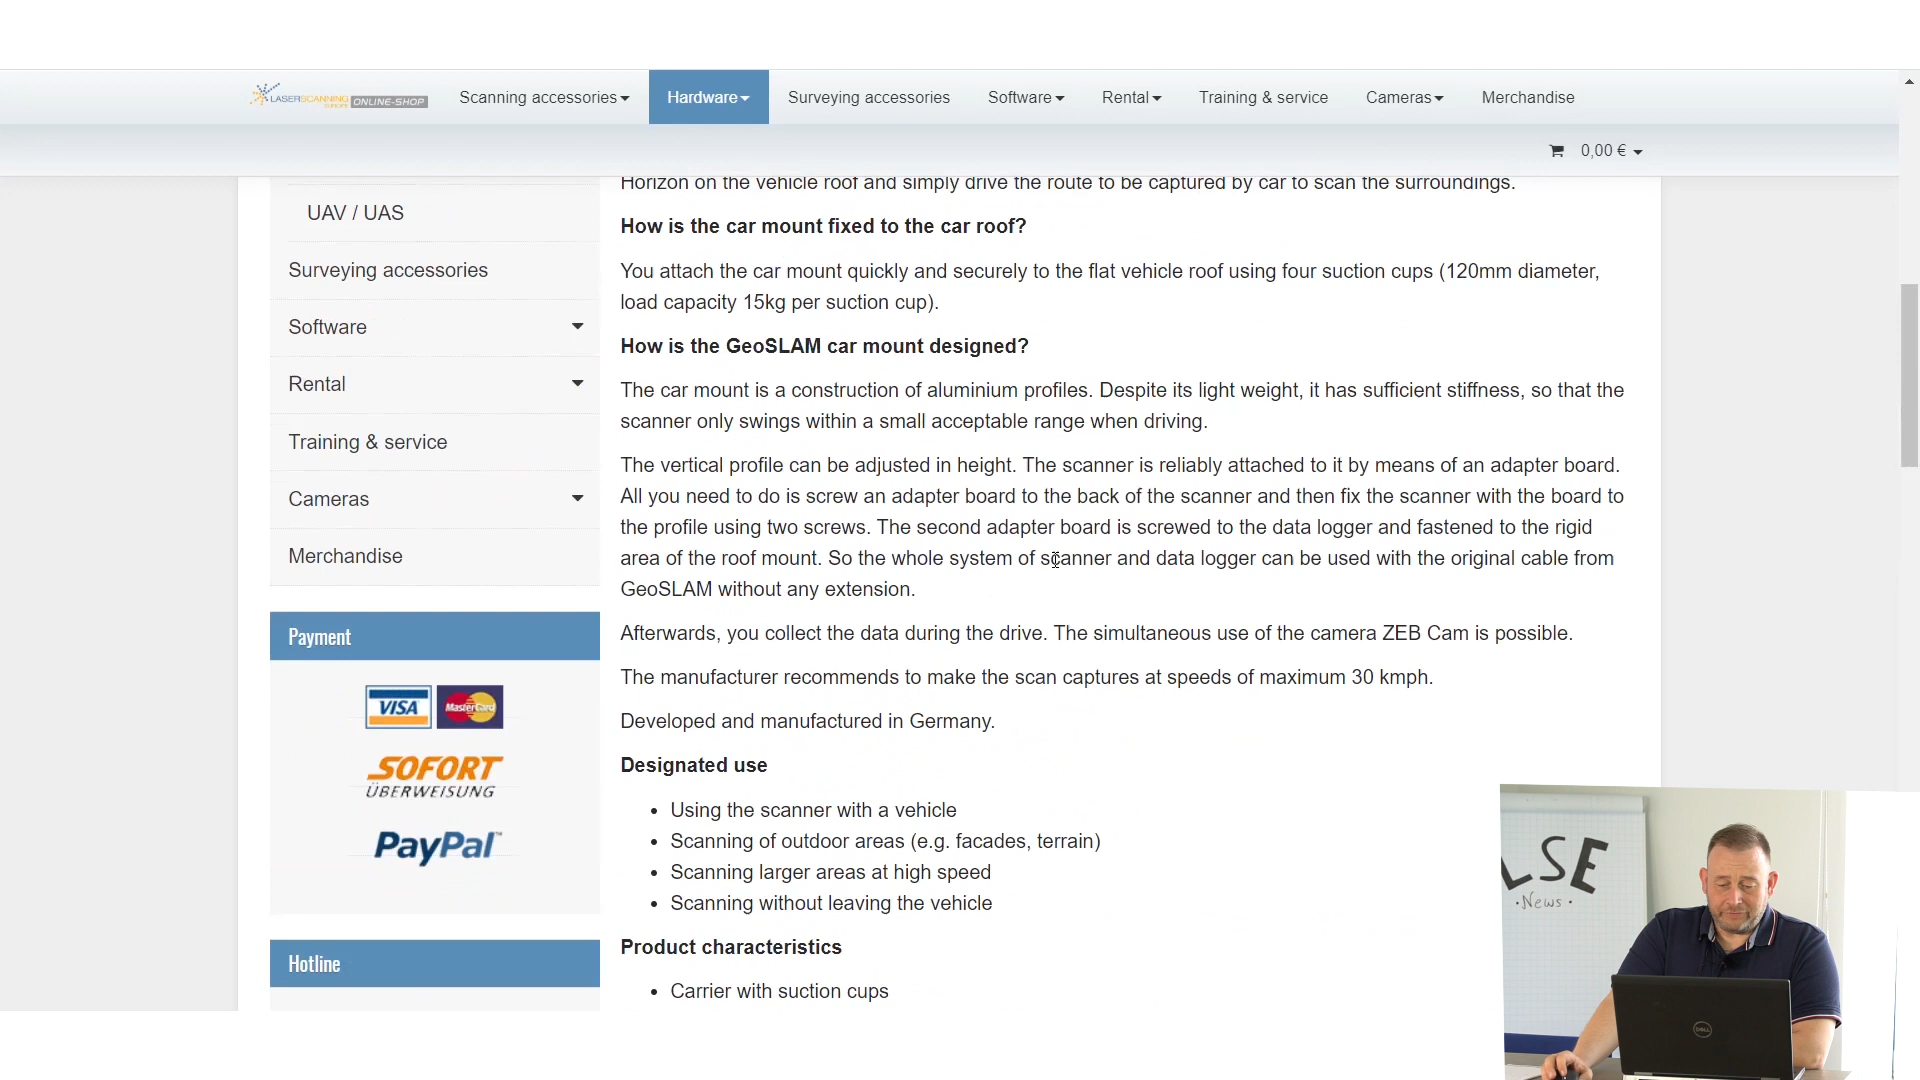 LASERSCANNING
EUROPE
ONLINE-SHOP
Scanning accessories
Hardware
Surveying accessories
Software
Rental
Training & service
Cameras
Merchandise
0,00 €
UAV / UAS
Surveying accessories
Software
Rental
Training & service
Cameras
Merchandise
Payment
VISA
MasterCard
SOFORT
ÜBERWEISUNG
PayPal™
Hotline
Horizon on the vehicle roof and simply drive the route to be captured by car to scan the surroundings.
How is the car mount fixed to the car roof?
You attach the car mount quickly and securely to the flat vehicle roof using four suction cups (120mm diameter,
load capacity 15kg per suction cup).
How is the GeoSLAM car mount designed?
The car mount is a construction of aluminium profiles. Despite its light weight, it has sufficient stiffness, so that the
scanner only swings within a small acceptable range when driving.
The vertical profile can be adjusted in height. The scanner is reliably attached to it by means of an adapter board.
All you need to do is screw an adapter board to the back of the scanner and then fix the scanner with the board to
the profile using two screws. The second adapter board is screwed to the data logger and fastened to the rigid
area of the roof mount. So the whole system of scanner and data logger can be used with the original cable from
GeoSLAM without any extension.
Afterwards, you collect the data during the drive. The simultaneous use of the camera ZEB Cam is possible.
The manufacturer recommends to make the scan captures at speeds of maximum 30 kmph.
Developed and manufactured in Germany.
Designated use
• Using the scanner with a vehicle
• Scanning of outdoor areas (e.g. facades, terrain)
• Scanning larger areas at high speed
• Scanning without leaving the vehicle
Product characteristics
• Carrier with suction cups
LSE
·News·
DELL